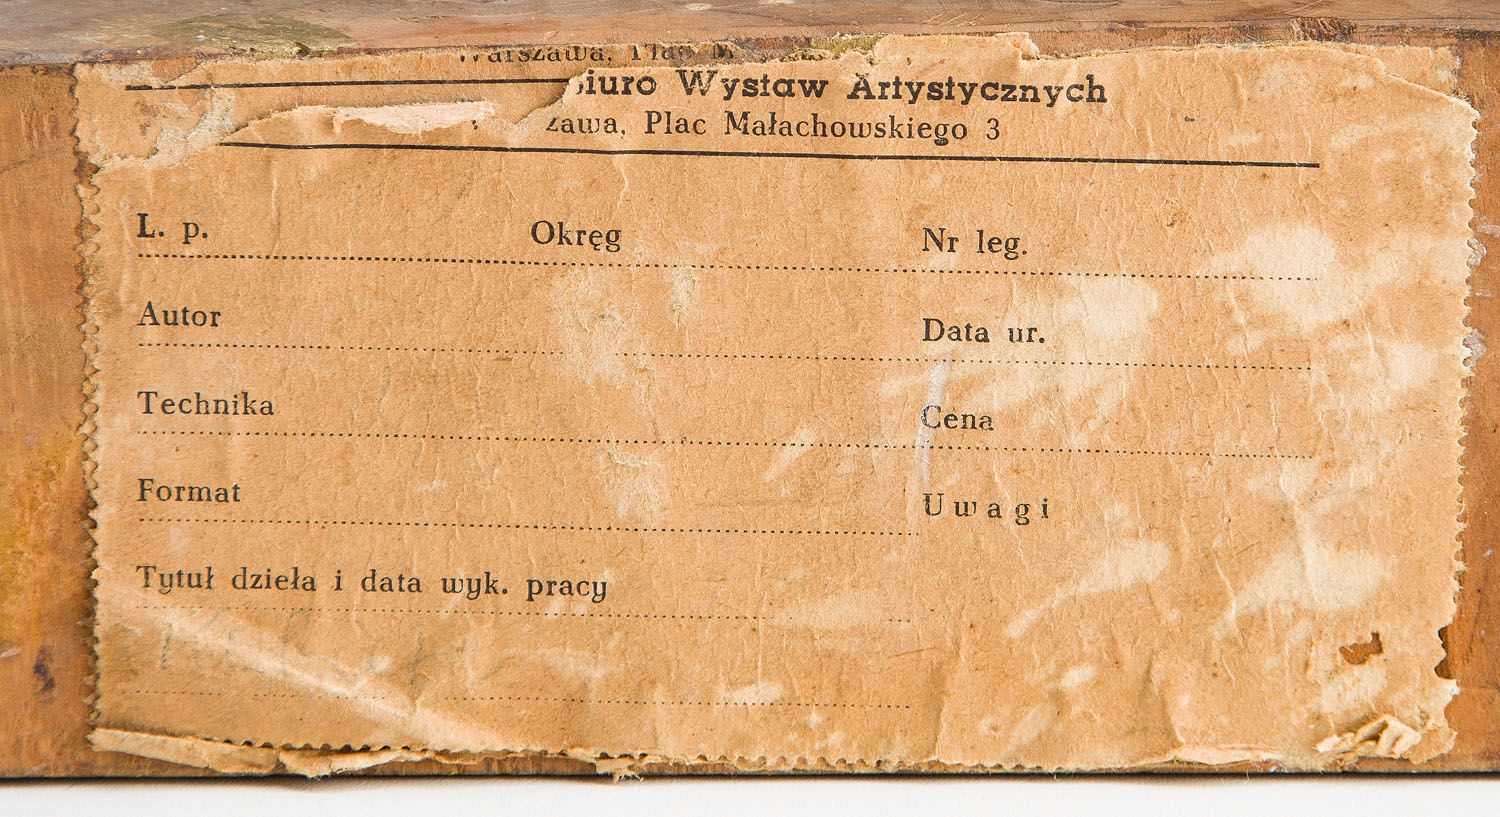 Warszawa, Plac
Biuro Wystaw Artystycznych
zawa, Plac Małachowskiego 3
L. p. Okręg Nr leg.
Autor Data ur.
Technika Cena
Format Uwagi
Tytuł dzieła i data wyk. pracy